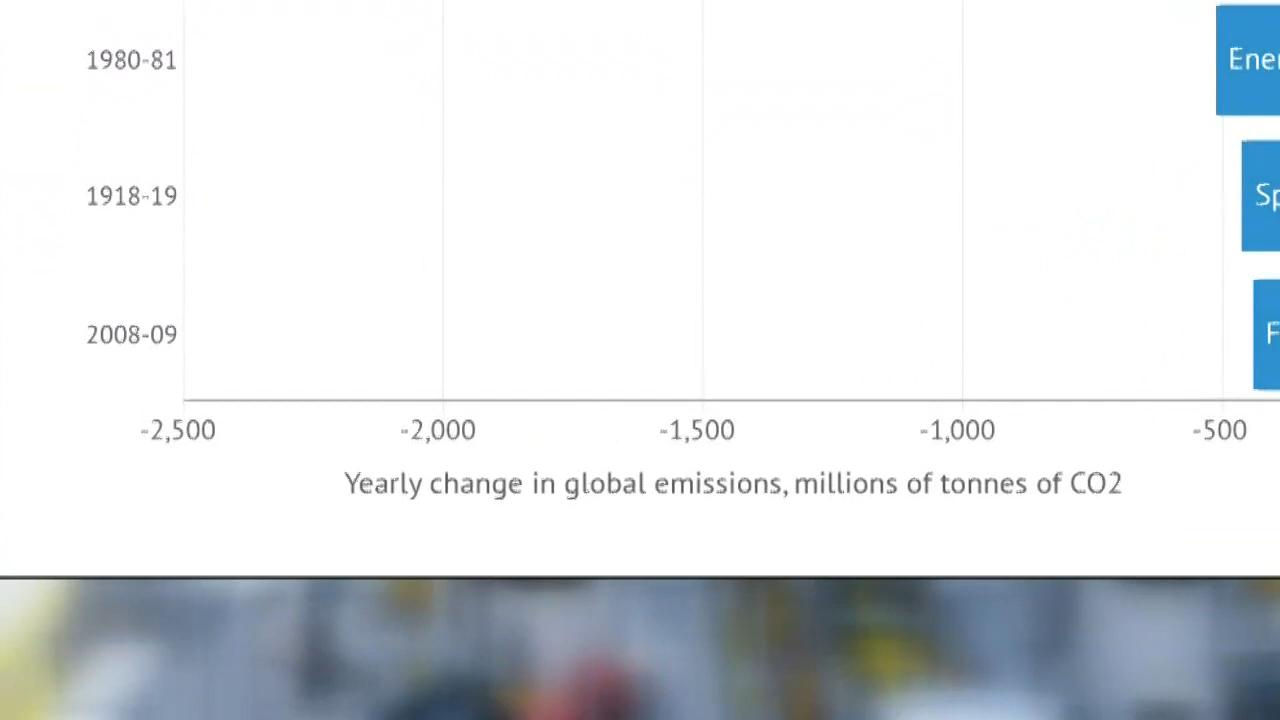 1980-81
Ener
1918-19
Sp
2008-09
F
-2,500 -2,000 -1,500 -1,000 -500
Yearly change in global emissions, millions of tonnes of CO2